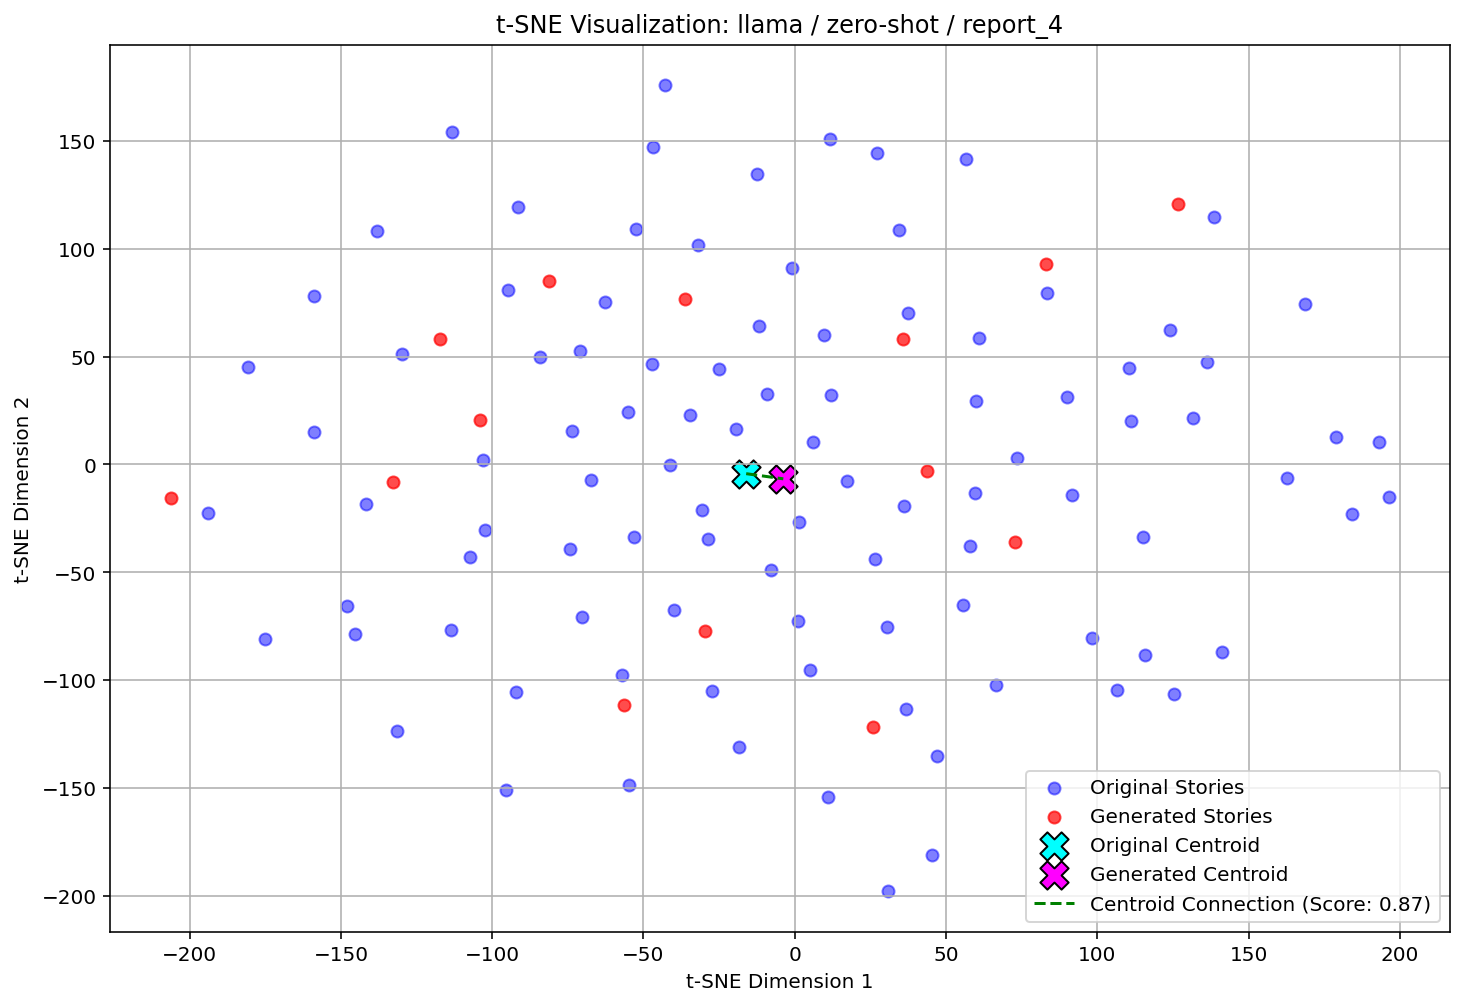 t-SNE Visualization: llama / zero-shot / report_4
t-SNE Dimension 2
150
100
50
0
−50
−100
−150
−200
−200
−150
−100
−50
0
50
100
150
200
t-SNE Dimension 1
Original Stories
Generated Stories
Original Centroid
Generated Centroid
Centroid Connection (Score: 0.87)